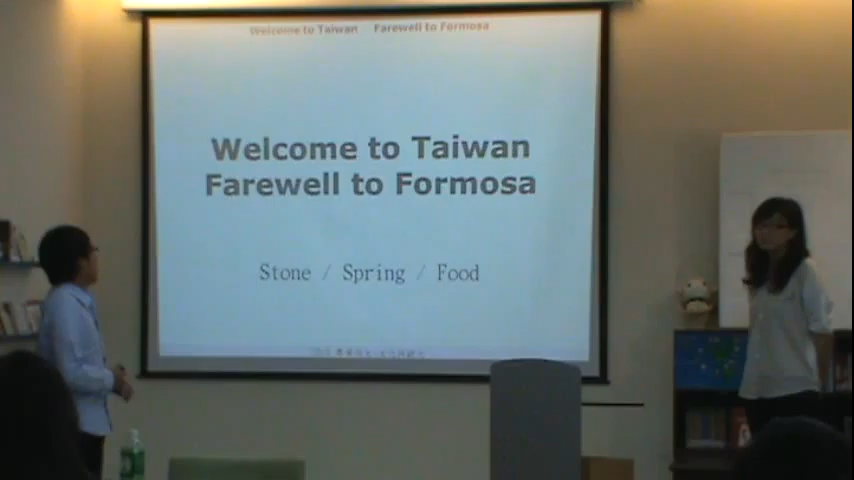 Welcome to Taiwan Farewell to Formosa
Welcome to Taiwan
Farewell to Formosa
Stone / Spring / Food